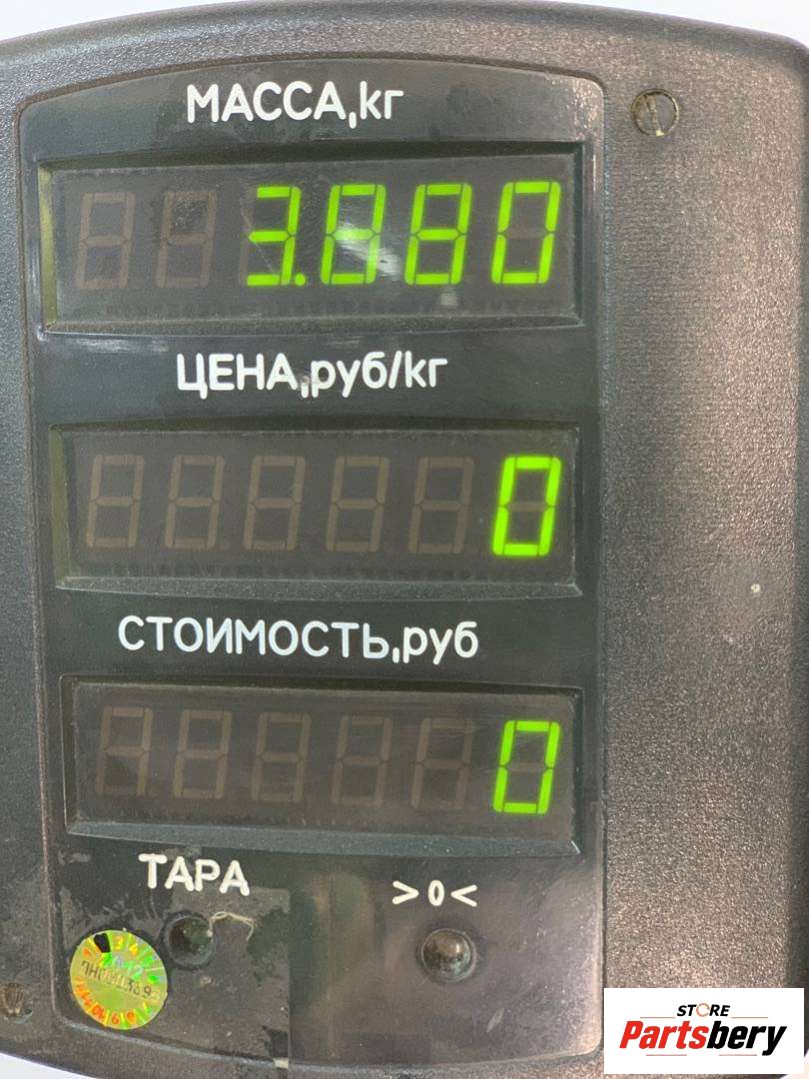 МАССА,кг
3.080
ЦЕНА,руб/кг
0
СТОИМОСТЬ,руб
0
ТАРА >0<
STORE
Partsbery